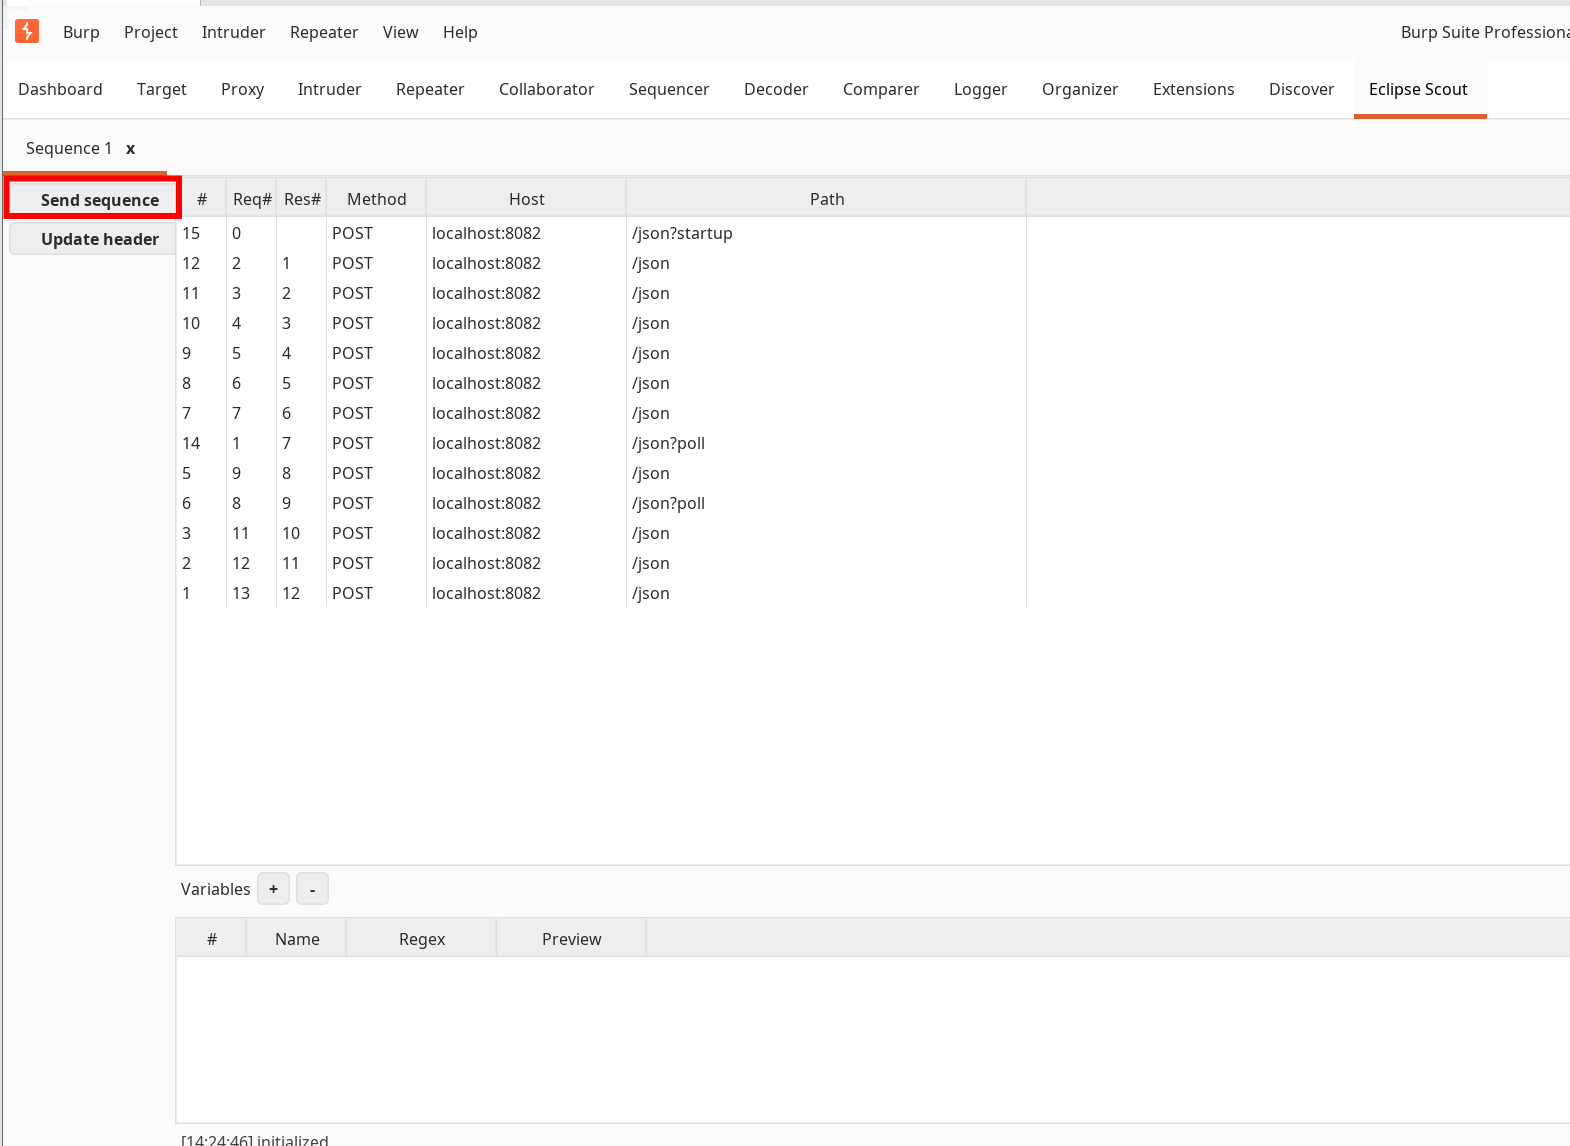 Burp Project Intruder Repeater View Help Burp Suite Professiona
Dashboard Target Proxy Intruder Repeater Collaborator Sequencer Decoder Comparer Logger Organizer Extensions Discover Eclipse Scout
Sequence 1 x
Send sequence
Update header
# Req# Res# Method Host Path
15 0 POST localhost:8082 /json?startup
12 2 1 POST localhost:8082 /json
11 3 2 POST localhost:8082 /json
10 4 3 POST localhost:8082 /json
9 5 4 POST localhost:8082 /json
8 6 5 POST localhost:8082 /json
7 7 6 POST localhost:8082 /json
14 1 7 POST localhost:8082 /json?poll
5 9 8 POST localhost:8082 /json
6 8 9 POST localhost:8082 /json?poll
3 11 10 POST localhost:8082 /json
2 12 11 POST localhost:8082 /json
1 13 12 POST localhost:8082 /json
Variables + -
# Name Regex Preview
[14:24:46] initialized